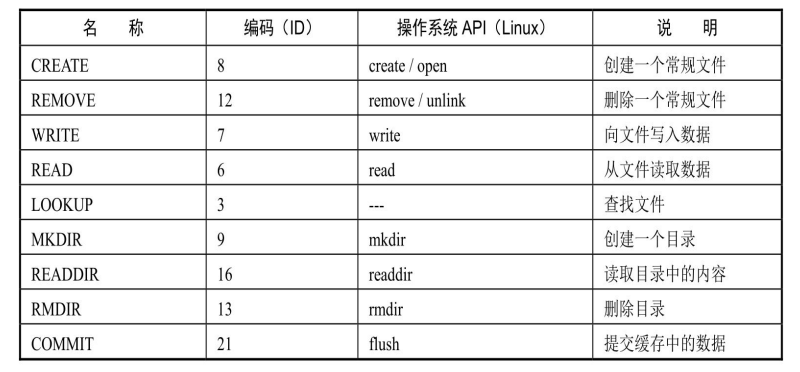 名 称 编码（ID） 操作系统 API（Linux） 说 明
CREATE 8 create / open 创建一个常规文件
REMOVE 12 remove / unlink 删除一个常规文件
WRITE 7 write 向文件写入数据
READ 6 read 从文件读取数据
LOOKUP 3 --- 查找文件
MKDIR 9 mkdir 创建一个目录
READDIR 16 readdir 读取目录中的内容
RMDIR 13 rmdir 删除目录
COMMIT 21 flush 提交缓存中的数据